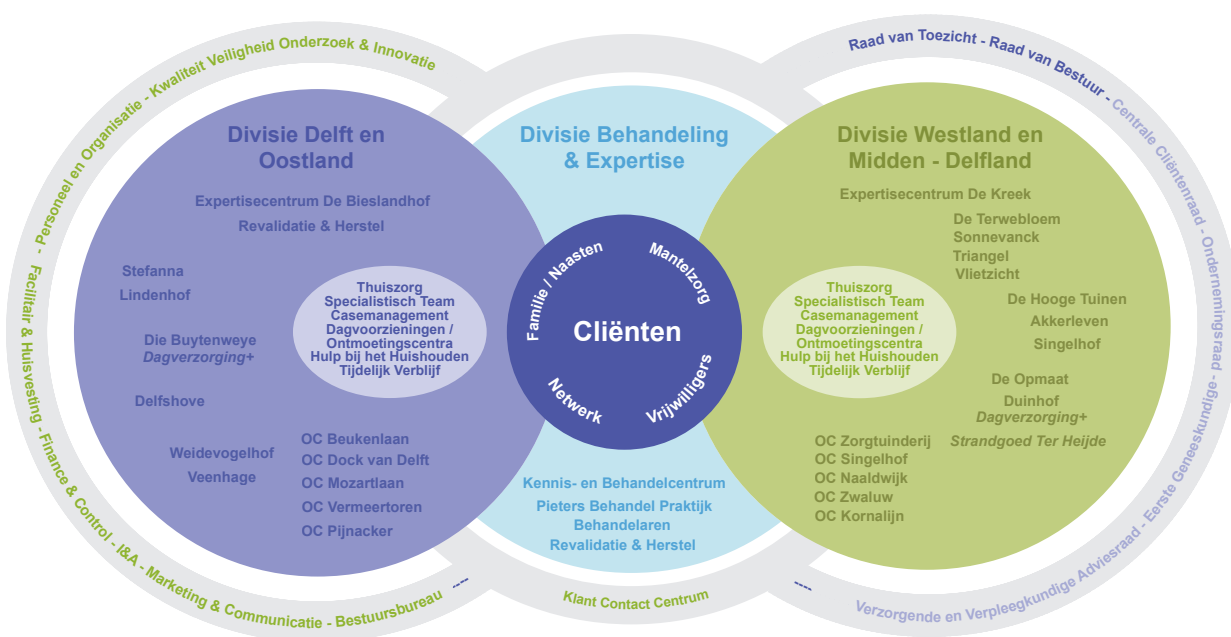 Personeel en Organisatie - Kwaliteit Veiligheid Onderzoek & Innovatie
- Facilitair & Huisvesting - Finance & Control - I&A - Marketing & Communicatie - Bestuursbureau ----
Klant Contact Centrum
Raad van Toezicht - Raad van Bestuur - Centrale Cliëntenraad - Ondernemingsraad - Eerste Geneeskundige - Verzorgende en Verpleegkundige Adviesraad
----
Divisie Delft en
Oostland
Expertisecentrum De Bieslandhof
Revalidatie & Herstel
Stefanna
Lindenhof
Die Buytenweye
Dagverzorging+
Delfshove
Weidevogelhof
Veenhage
Thuiszorg
Specialistisch Team
Casemanagement
Dagvoorzieningen /
Ontmoetingscentra
Hulp bij het Huishouden
Tijdelijk Verblijf
OC Beukenlaan
OC Dock van Delft
OC Mozartlaan
OC Vermeertoren
OC Pijnacker
Divisie Behandeling
& Expertise
Familie / Naasten
Mantelzorg
Cliënten
Netwerk
Vrijwilligers
Kennis- en Behandelcentrum
Pieters Behandel Praktijk
Behandelaren
Revalidatie & Herstel
Divisie Westland en
Midden - Delfland
Expertisecentrum De Kreek
De Terwebloem
Sonnevanck
Triangel
Vlietzicht
De Hooge Tuinen
Akkerleven
Singelhof
De Opmaat
Duinhof
Dagverzorging+
Strandgoed Ter Heijde
Thuiszorg
Specialistisch Team
Casemanagement
Dagvoorzieningen /
Ontmoetingscentra
Hulp bij het Huishouden
Tijdelijk Verblijf
OC Zorgtuinderij
OC Singelhof
OC Naaldwijk
OC Zwaluw
OC Kornalijn